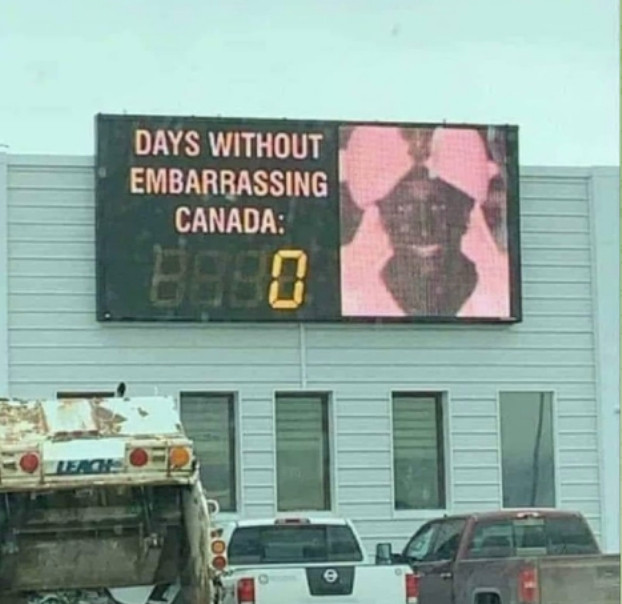 DAYS WITHOUT
EMBARRASSING
CANADA:
0
LEACH